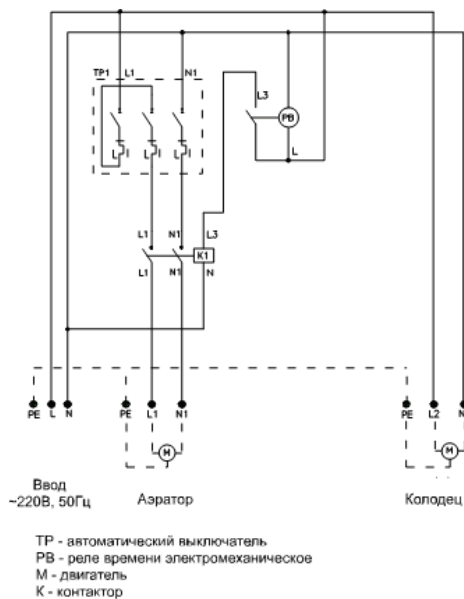 ТР1 L1 N1
L3
РВ
L
L1 N1 L3
К1
L1 N1 N
PE L N PE L1 N1 PE L2 N
М М
Ввод
~220В, 50Гц
Аэратор
Колодец
ТР - автоматический выключатель
РВ - реле времени электромеханическое
М - двигатель
К - контактор